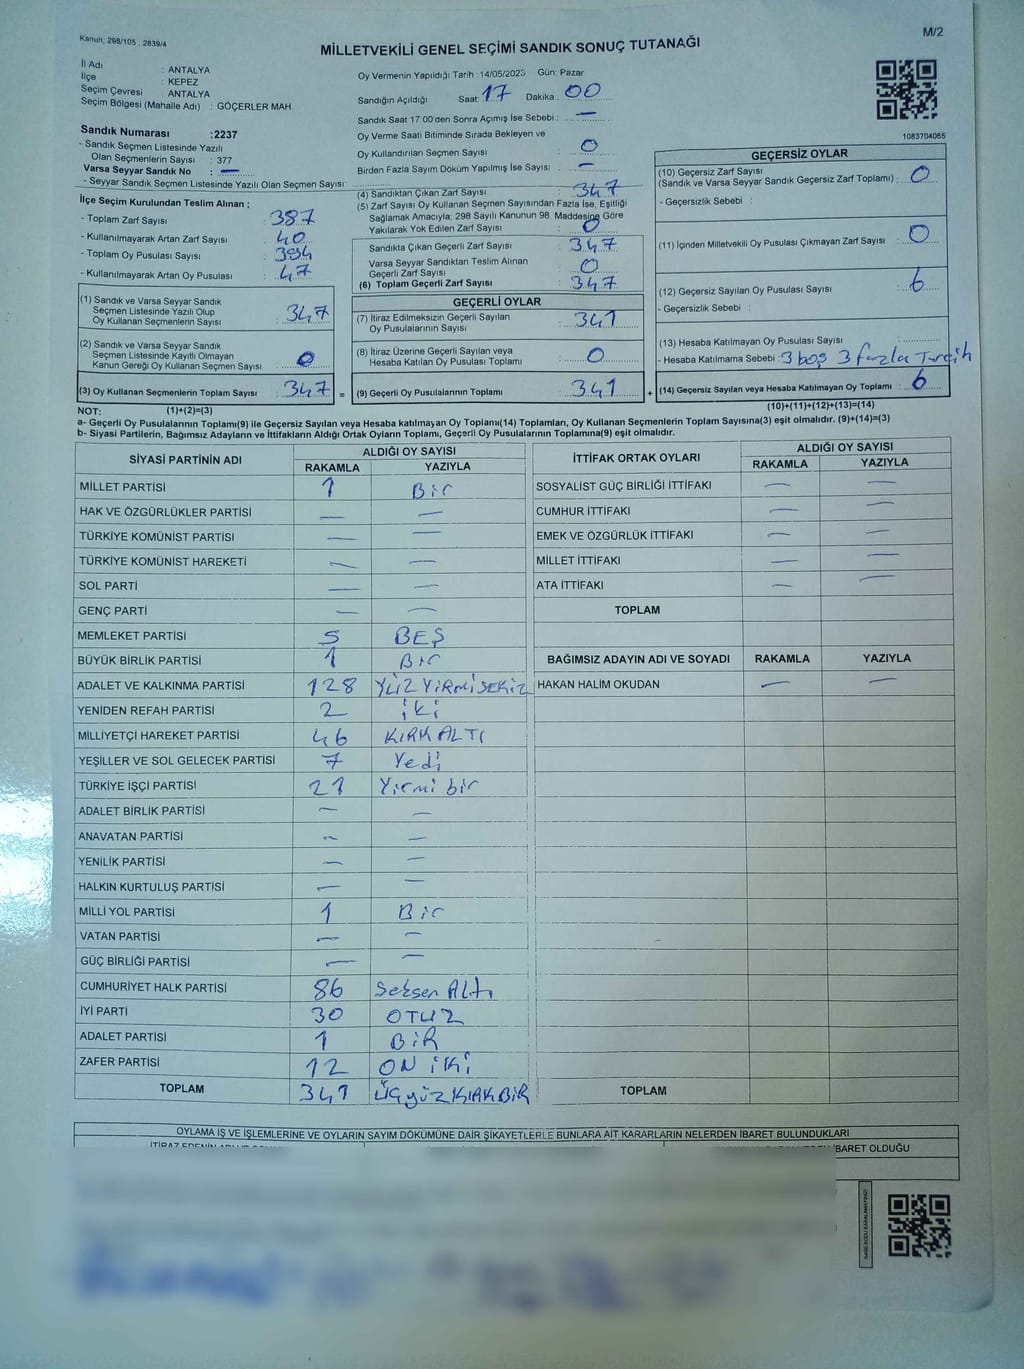 Kanun: 298/105 , 2839/4
M/2
MİLLETVEKİLİ GENEL SEÇİMİ SANDIK SONUÇ TUTANAĞI
İl Adı : ANTALYA
İlçe : KEPEZ
Seçim Çevresi : ANTALYA
Seçim Bölgesi (Mahalle Adı) : GÖÇERLER MAH.
Sandık Numarası :2237
- Sandık Seçmen Listesinde Yazılı
Olan Seçmenlerin Sayısı : 377
Varsa Seyyar Sandık No : —
- Seyyar Sandık Seçmen Listesinde Yazılı Olan Seçmen Sayısı:
Oy Vermenin Yapıldığı Tarih :14/05/2023 Gün: Pazar
Sandığın Açıldığı Saat: 17 Dakika: 00
Sandık Saat 17:00'den Sonra Açımış İse Sebebi : —
Oy Verme Saati Bitiminde Sırada Bekleyen ve
Oy Kullandırılan Seçmen Sayısı : 0
Birden Fazla Sayım Döküm Yapılmış İse Sayısı : —
1083704065
İlçe Seçim Kurulundan Teslim Alınan :
- Toplam Zarf Sayısı : 387
- Kullanılmayarak Artan Zarf Sayısı : 40
- Toplam Oy Pusulası Sayısı : 394
- Kullanılmayarak Artan Oy Pusulası : 47
(1) Sandık ve Varsa Seyyar Sandık
Seçmen Listesinde Yazılı Olup
Oy Kullanan Seçmenlerin Sayısı : 347
(2) Sandık ve Varsa Seyyar Sandık
Seçmen Listesinde Kayıtlı Olmayan
Kanun Gereği Oy Kullanan Seçmen Sayısı : 0
(3) Oy Kullanan Seçmenlerin Toplam Sayısı : 347 =
(4) Sandıktan Çıkan Zarf Sayısı : 347
(5) Zarf Sayısı Oy Kullanan Seçmen Sayısından Fazla İse, Eşitliği
Sağlamak Amacıyla, 298 Sayılı Kanunun 98. Maddesine Göre
Yakılarak Yok Edilen Zarf Sayısı : 0
Sandıkta Çıkan Geçerli Zarf Sayısı : 347
Varsa Seyyar Sandıktan Teslim Alınan
Geçerli Zarf Sayısı : 0
(6) Toplam Geçerli Zarf Sayısı : 347
GEÇERLİ OYLAR
(7) İtiraz Edilmeksizin Geçerli Sayılan
Oy Pusulalarının Sayısı : 341
(8) İtiraz Üzerine Geçerli Sayılan veya
Hesaba Katılan Oy Pusulası Toplamı : 0
(9) Geçerli Oy Pusulalarının Toplamı : 341 +
GEÇERSİZ OYLAR
(10) Geçersiz Zarf Sayısı
(Sandık ve Varsa Seyyar Sandık Geçersiz Zarf Toplamı) : 0
- Geçersizlik Sebebi :
(11) İçinden Milletvekili Oy Pusulası Çıkmayan Zarf Sayısı : 0
(12) Geçersiz Sayılan Oy Pusulası Sayısı : 6
- Geçersizlik Sebebi :
(13) Hesaba Katılmayan Oy Pusulası Sayısı
- Hesaba Katılmama Sebebi : 3 boş 3 fazla Tercih
(14) Geçersiz Sayılan veya Hesaba Katılmayan Oy Toplamı : 6
NOT: (1)+(2)=(3)
(10)+(11)+(12)+(13)=(14)
a- Geçerli Oy Pusulalarının Toplamı(9) ile Geçersiz Sayılan veya Hesaba katılmayan Oy Toplamı(14) Toplamları, Oy Kullanan Seçmenlerin Toplam Sayısına(3) eşit olmalıdır. (9)+(14)=(3)
b- Siyasi Partilerin, Bağımsız Adayların ve İttifakların Aldığı Ortak Oyların Toplamı, Geçerli Oy Pusulalarının Toplamına(9) eşit olmalıdır.
SİYASİ PARTİNİN ADI ALDIĞI OY SAYISI
RAKAMLA YAZIYLA
MİLLET PARTİSİ 1 Bir
HAK VE ÖZGÜRLÜKLER PARTİSİ — —
TÜRKİYE KOMÜNİST PARTİSİ — —
TÜRKİYE KOMÜNİST HAREKETİ — —
SOL PARTİ — —
GENÇ PARTİ — —
MEMLEKET PARTİSİ 5 BEŞ
BÜYÜK BİRLİK PARTİSİ 1 Bir
ADALET VE KALKINMA PARTİSİ 128 YÜZ YİRMİSEKİZ
YENİDEN REFAH PARTİSİ 2 iki
MİLLİYETÇİ HAREKET PARTİSİ 46 KIRK ALTI
YEŞİLLER VE SOL GELECEK PARTİSİ 7 Yedi
TÜRKİYE İŞÇİ PARTİSİ 21 Yirmi bir
ADALET BİRLİK PARTİSİ — —
ANAVATAN PARTİSİ — —
YENİLİK PARTİSİ — —
HALKIN KURTULUŞ PARTİSİ — —
MİLLİ YOL PARTİSİ 1 Bir
VATAN PARTİSİ — —
GÜÇ BİRLİĞİ PARTİSİ — —
CUMHURİYET HALK PARTİSİ 86 Seksen Altı
İYİ PARTİ 30 OTUZ
ADALET PARTİSİ 1 BİR
ZAFER PARTİSİ 12 ON iKi
TOPLAM 341 ÜÇyüzKIRKBİR
İTTİFAK ORTAK OYLARI ALDIĞI OY SAYISI
RAKAMLA YAZIYLA
SOSYALİST GÜÇ BİRLİĞİ İTTİFAKI — —
CUMHUR İTTİFAKI — —
EMEK VE ÖZGÜRLÜK İTTİFAKI — —
MİLLET İTTİFAKI — —
ATA İTTİFAKI — —
TOPLAM
BAĞIMSIZ ADAYIN ADI VE SOYADI RAKAMLA YAZIYLA
HAKAN HALİM OKUDAN — —
TOPLAM
OYLAMA İŞ VE İŞLEMLERİNE VE OYLARIN SAYIM DÖKÜMÜNE DAİR ŞİKAYETLERLE BUNLARA AİT KARARLARIN NELERDEN İBARET BULUNDUKLARI
İTİRAZ EDENİN
İBARET OLDUĞU